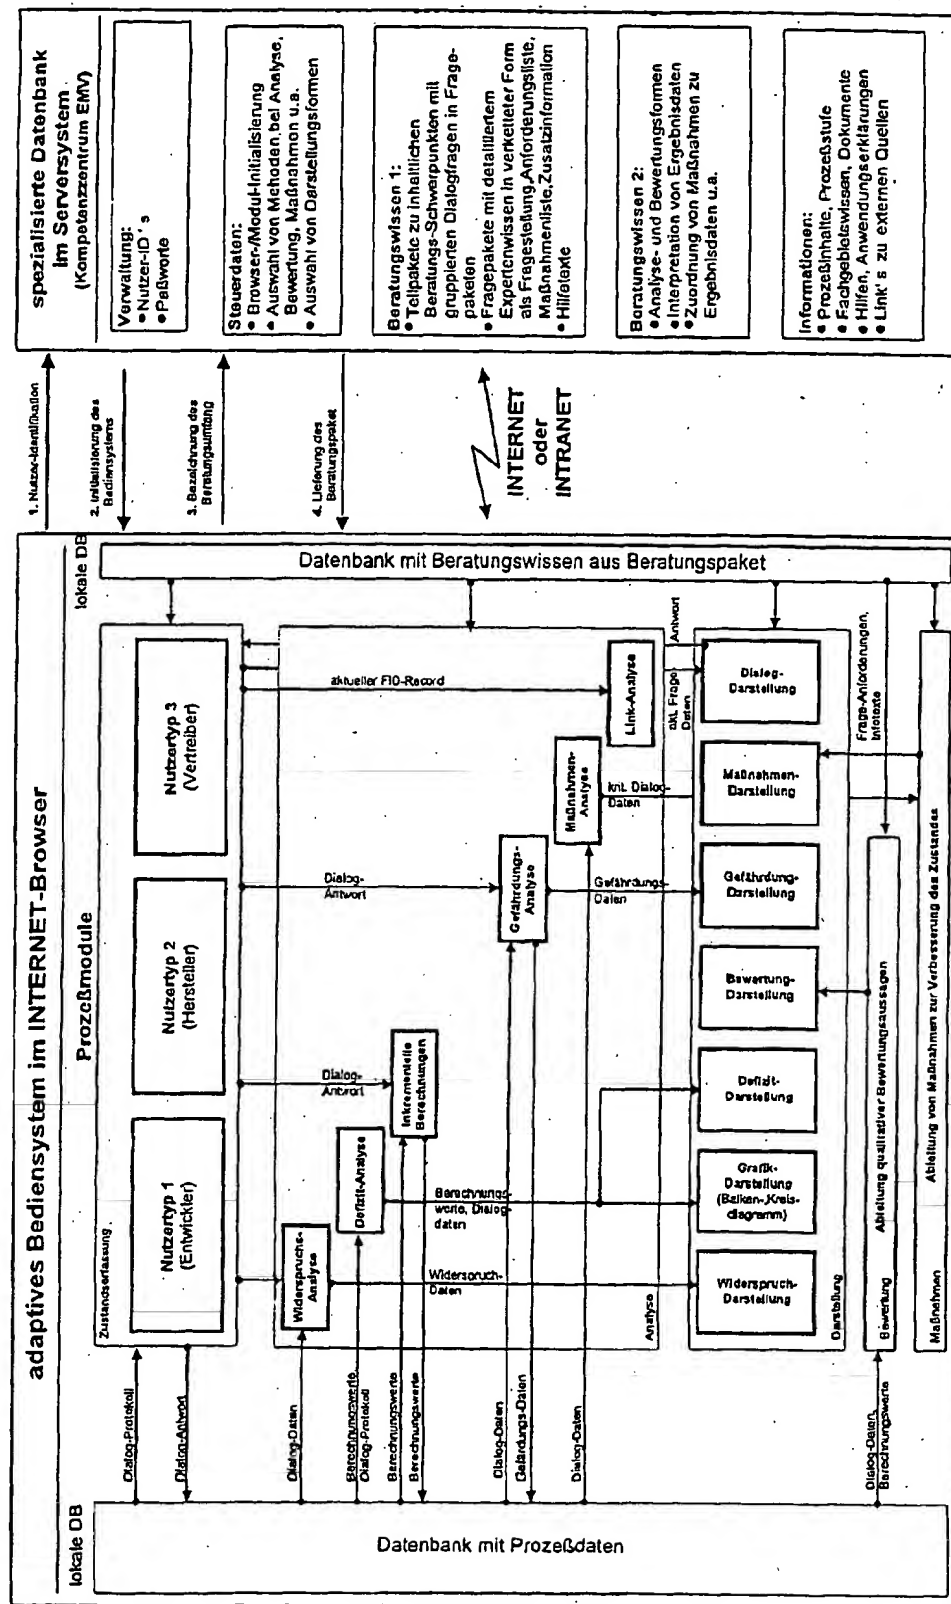 adaptives Bediensystem im INTERNET-Browser
lokale DB
Prozeßmodule
lokale DB
Datenbank mit Prozeßdaten
Dialog-Protokoll
Dialog-Antwort
Dialog-Daten
Berechnungswerte
Dialog-Protokoll
Berechnungswerte
Berechnungswerte
Dialog-Daten
Gefärdungs-Daten
Dialog-Daten
Dialog-Daten,
Berechnungswerte
Zustandserfassung
Nutzertyp 1
(Entwickler)
Nutzertyp 2
(Hersteller)
Nutzertyp 3
(Vertreiber)
Widerspruchs-
Analyse
Defizit-Analyse
Inkrementelle
Berechnungen
Gefährdungs-
Analyse
Maßnahmen-
Analyse
Link-Analyse
Analyse
Dialog-
Antwort
Dialog-
Antwort
aktueller FIO-Record
Widerspruch-
Daten
Berechnungs-
werte, Dialog-
daten
Gefährdungs-
Daten
krit. Dialog-
Daten
akt. Frage-
Daten
Antwort
Widerspruch-
Darstellung
Grafik-
Darstellung
(Balken-,Kreis-
diagramm)
Defizit-
Darstellung
Bewertung-
Darstellung
Gefährdung-
Darstellung
Maßnahmen-
Darstellung
Dialog-
Darstellung
Darstellung
Bewertung
Ableitung qualitativer Bewertungsaussagen
Frage-Anforderungen,
Infotexte
Maßnahmen
Ableitung von Maßnahmen zur Verbesserung des Zustandes
Datenbank mit Beratungswissen aus Beratungspaket
1. Nutzer-Identifikation
2. Initialisierung des
Bediensystems
3. Bezeichnung des
Beratungsumfang
4. Lieferung des
Beratungspaket
INTERNET
oder
INTRANET
spezialisierte Datenbank
im Serversystem
(Kompetenzzentrum EMV)
Verwaltung:
● Nutzer-ID ' s
● Paßworte
Steuerdaten:
● Browser-/Modul-Initialisierung
● Auswahl von Methoden bei Analyse,
Bewertung, Maßnahmen u.a.
● Auswahl von Darstellungsformen
Beratungswissen 1:
● Teilpakete zu inhaltlichen
Beratungs-Schwerpunkten mit
gruppierten Dialogfragen in Frage-
paketen
● Fragepakete mit detailliertem
Expertenwissen in verketteter Form
als Fragestellung,Anforderungsliste,
Maßnahmenliste,Zusatzinformation
● Hilfetexte
Beratungswissen 2:
● Analyse- und Bewertungsformen
● Interpretation von Ergebnisdaten
● Zuordnung von Maßnahmen zu
Ergebnisdaten u.a.
Informationen:
● Prozeßinhalte, Prozeßstufe
● Fachgebietswissen, Dokumente
● Hilfen, Anwendungserklärungen
● Link' s zu externen Quellen